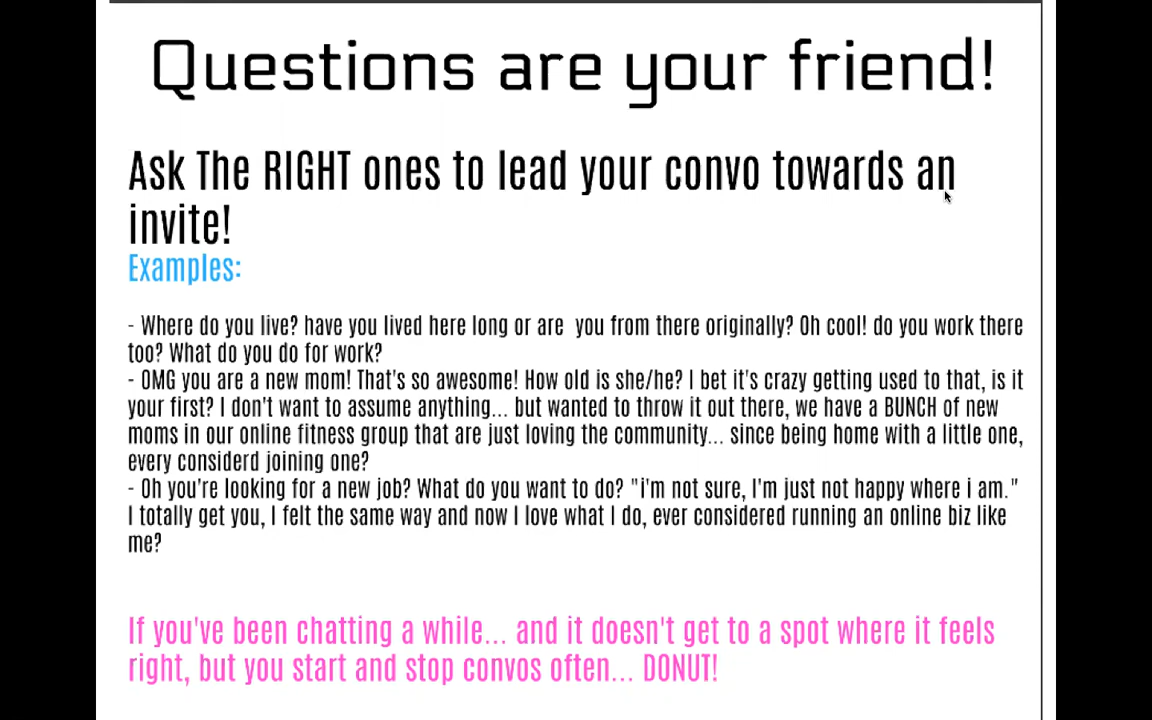 Questions are your friend!
Ask The RIGHT ones to lead your convo towards an
invite!
Examples:
- Where do you live? have you lived here long or are you from there originally? Oh cool! do you work there
too? What do you do for work?
- OMG you are a new mom! That's so awesome! How old is she/he? I bet it's crazy getting used to that, is it
your first? I don't want to assume anything... but wanted to throw it out there, we have a BUNCH of new
moms in our online fitness group that are just loving the community... since being home with a little one,
every considerd joining one?
- Oh you're looking for a new job? What do you want to do? "i'm not sure, I'm just not happy where i am."
I totally get you, I felt the same way and now I love what I do, ever considered running an online biz like
me?
If you've been chatting a while... and it doesn't get to a spot where it feels
right, but you start and stop convos often... DONUT!